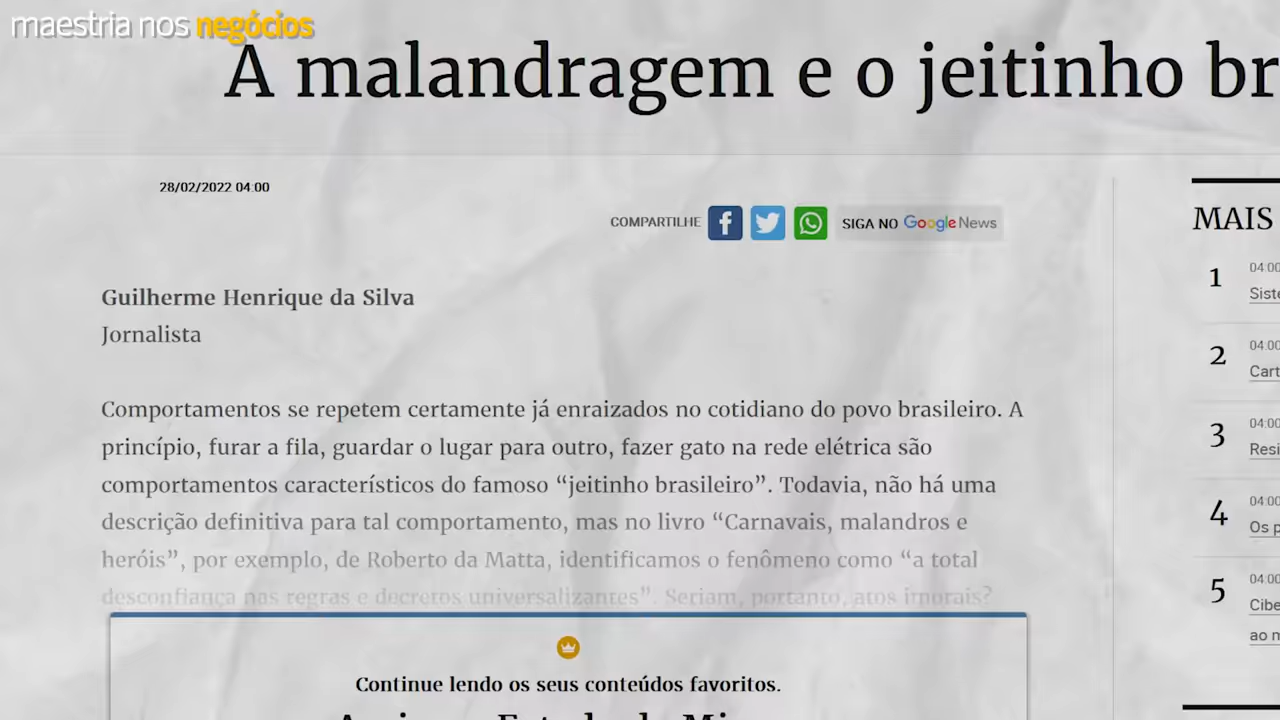 maestria nos negócios
A malandragem e o jeitinho br
28/02/2022 04:00
COMPARTILHE
SIGA NO Google News
Guilherme Henrique da Silva
Jornalista
Comportamentos se repetem certamente já enraizados no cotidiano do povo brasileiro. A
princípio, furar a fila, guardar o lugar para outro, fazer gato na rede elétrica são
comportamentos característicos do famoso “jeitinho brasileiro”. Todavia, não há uma
descrição definitiva para tal comportamento, mas no livro “Carnavais, malandros e
heróis”, por exemplo, de Roberto da Matta, identificamos o fenômeno como “a total
desconfiança nas regras e decretos universalizantes”. Seriam, portanto, atos imorais?
Continue lendo os seus conteúdos favoritos.
MAIS
1
04:00
Siste
2
04:00
Cart
3
04:00
Resi
4
04:00
Os p
5
04:00
Cibe
ao m